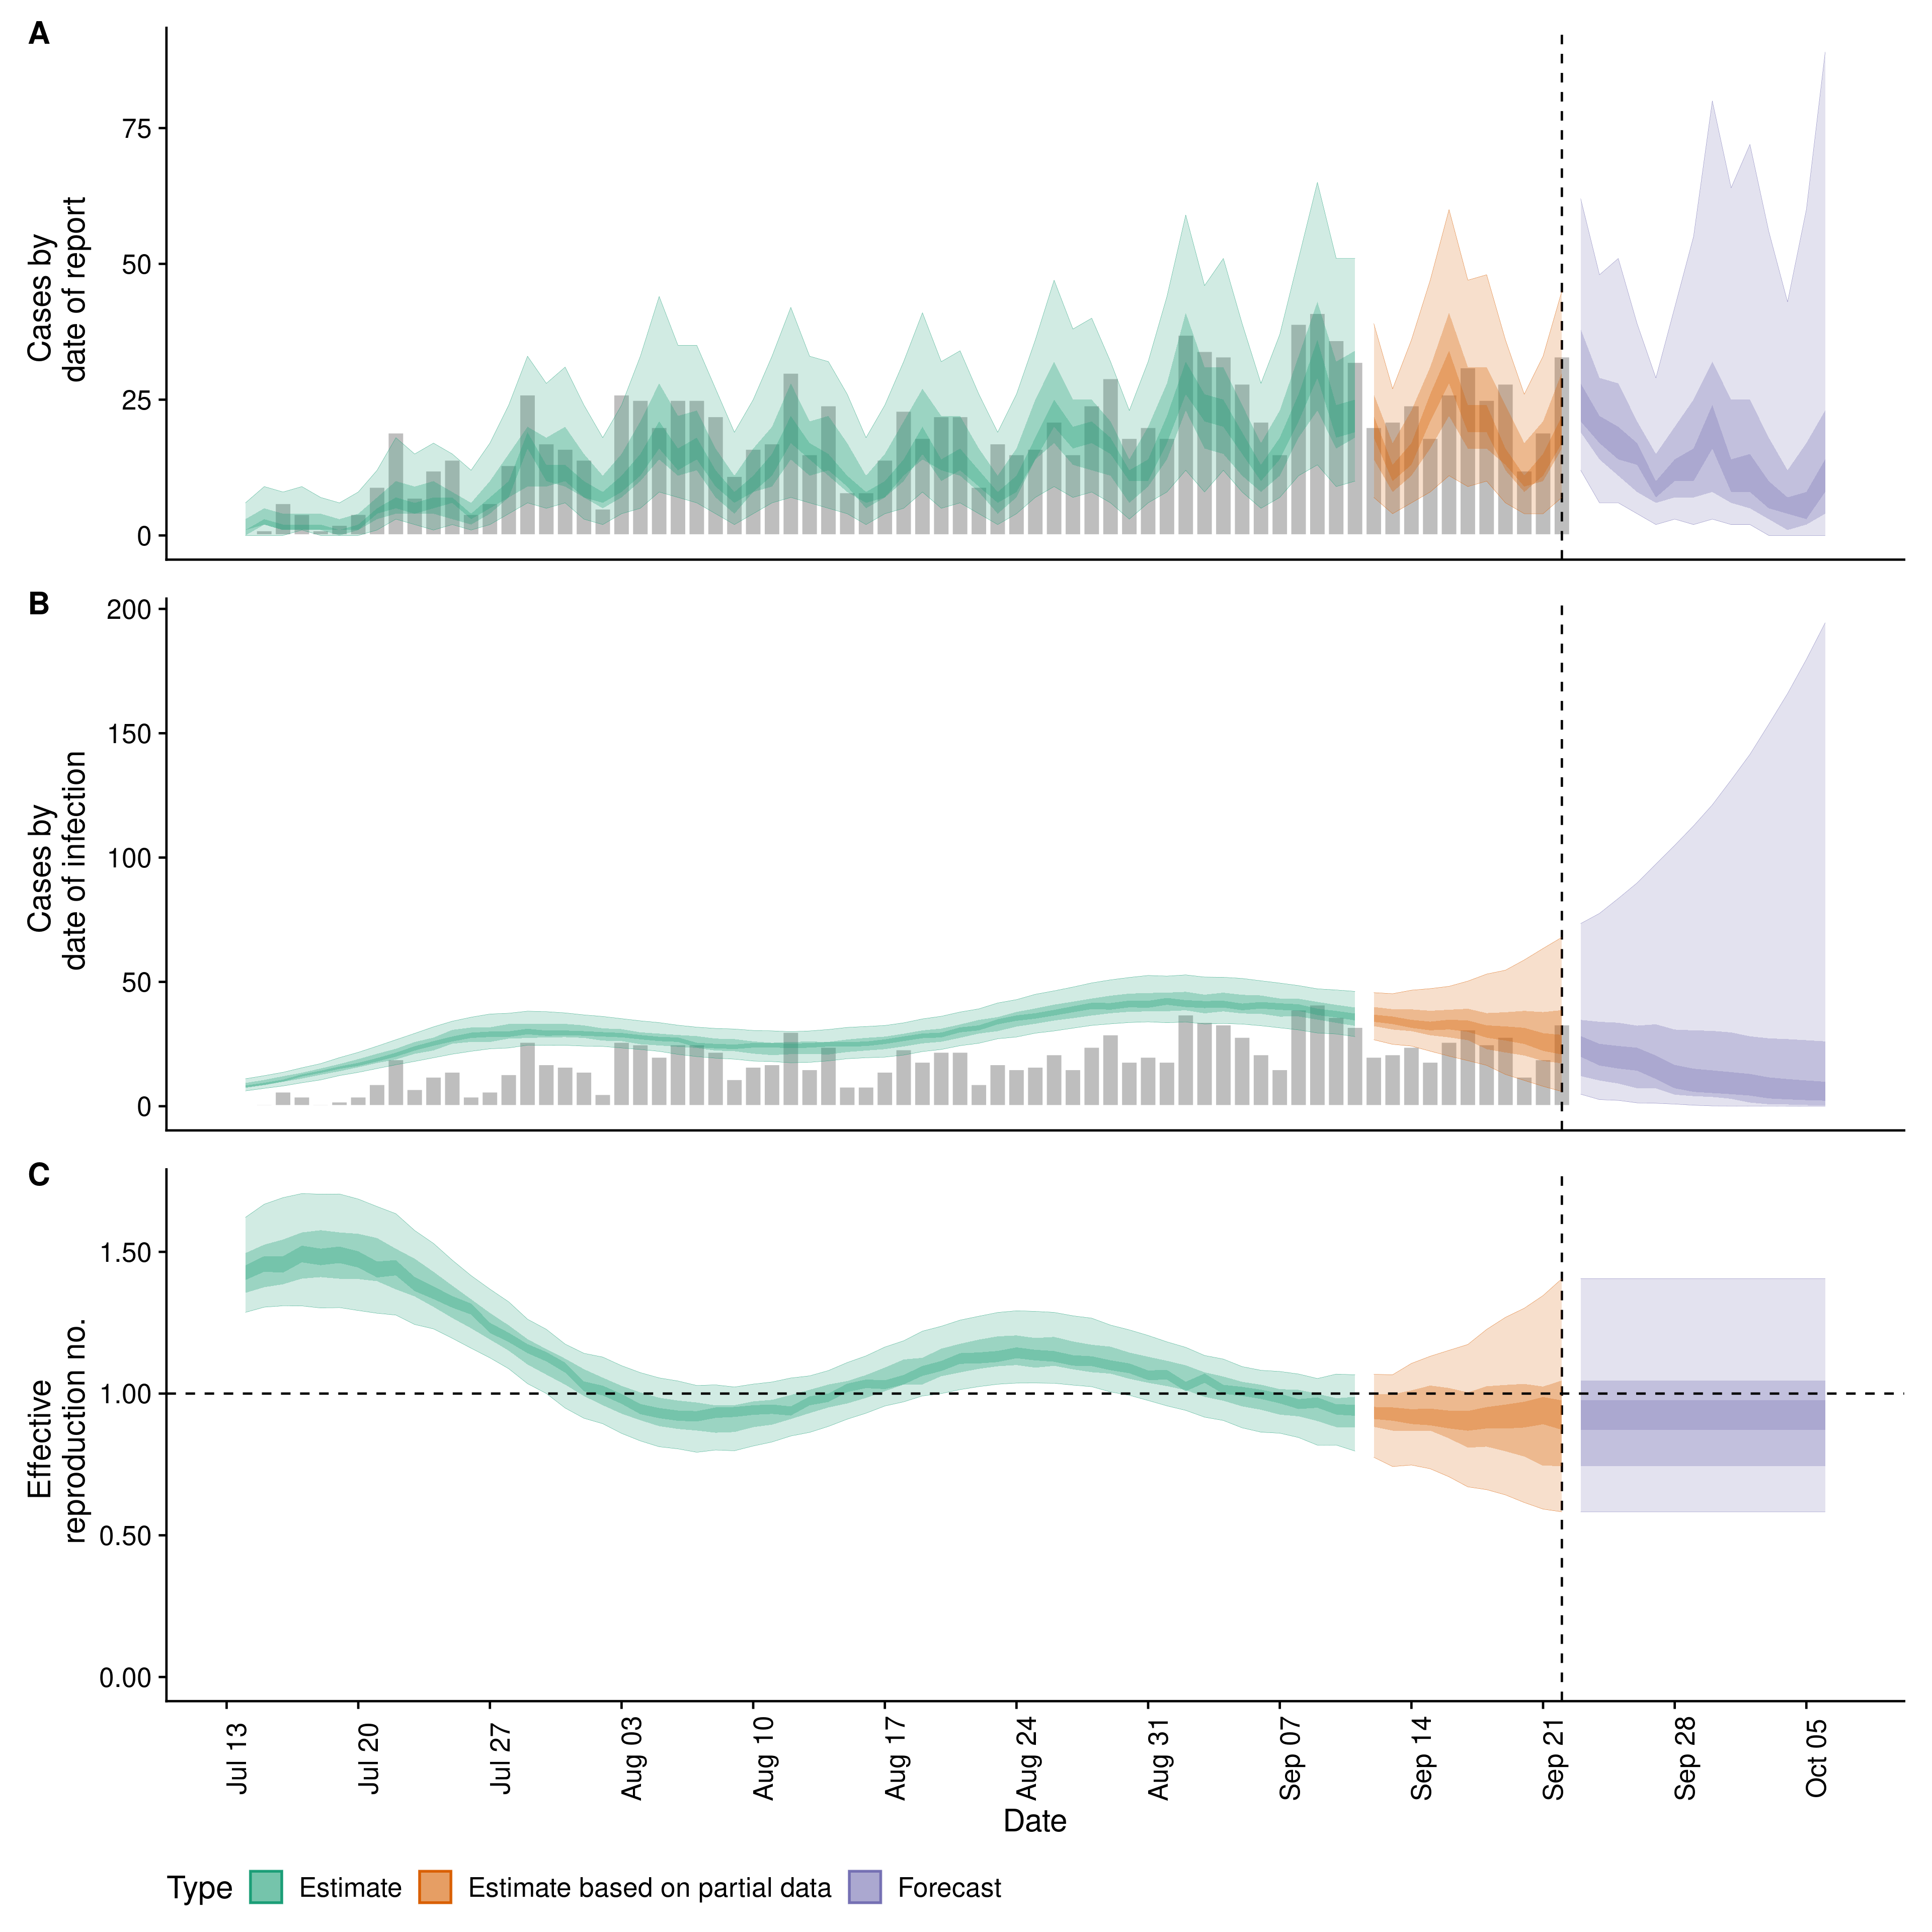 A
Cases by
date of report
75
50
25
0
B
Cases by
date of infection
200
150
100
50
0
C
Effective
reproduction no.
1.50
1.00
0.50
0.00
Jul 13
Jul 20
Jul 27
Aug 03
Aug 10
Aug 17
Aug 24
Aug 31
Sep 07
Sep 14
Sep 21
Sep 28
Oct 05
Date
Type Estimate Estimate based on partial data Forecast